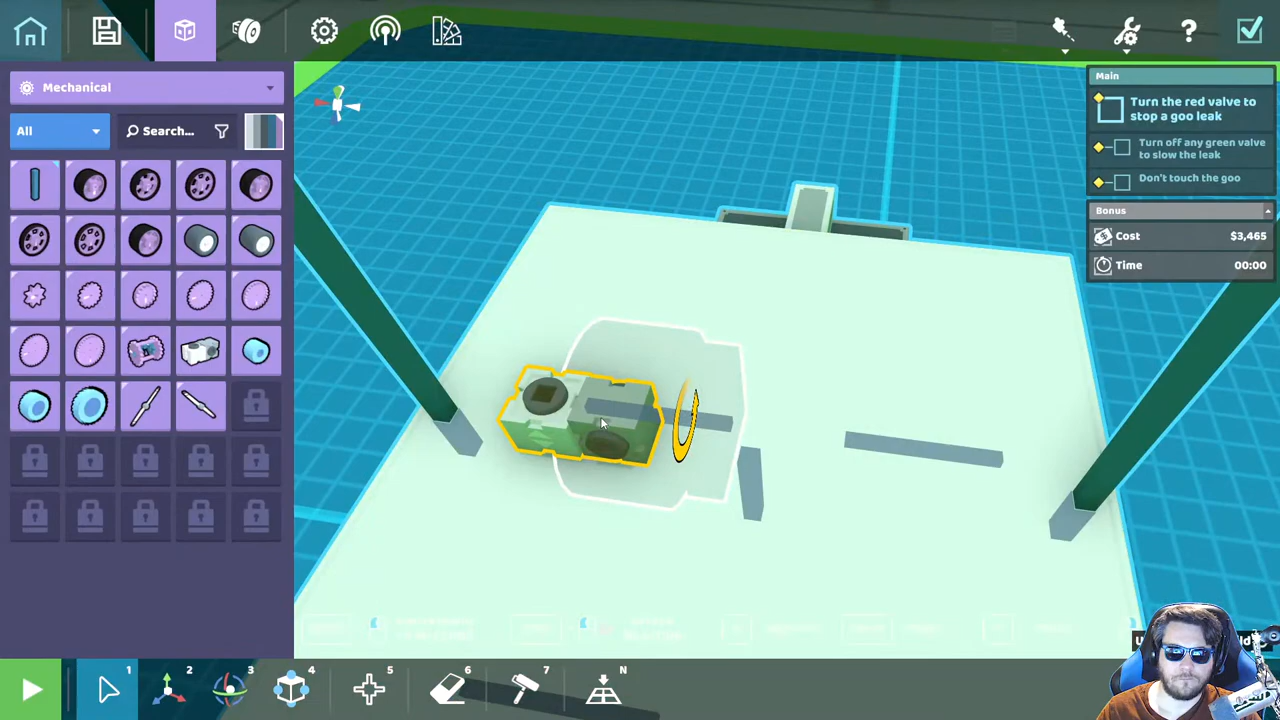 Mechanical
All
Search...
Main
Turn the red valve to
stop a goo leak
Turn off any green valve
to slow the leak
Don't touch the goo
Bonus
Cost
$3,465
Time
00:00
1
2
3
4
5
6
7
N